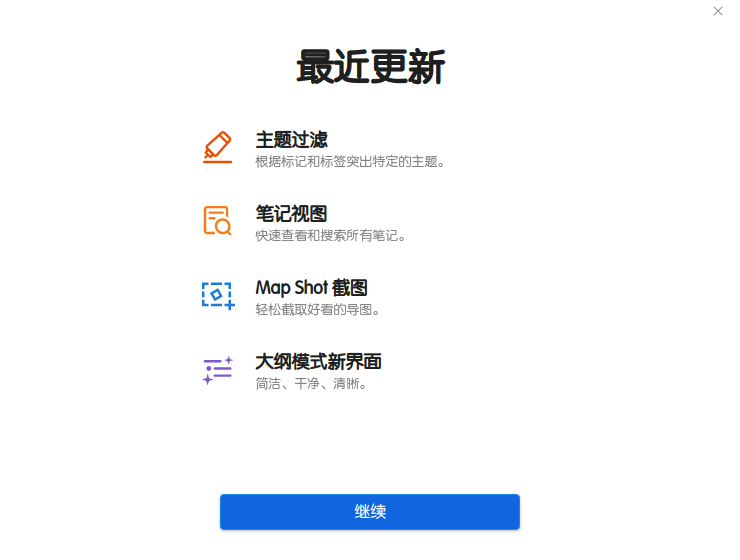 最近更新
主题过滤
根据标记和标签突出特定的主题。
笔记视图
快速查看和搜索所有笔记。
Map Shot 截图
轻松截取好看的导图。
大纲模式新界面
简洁、干净、清晰。
继续